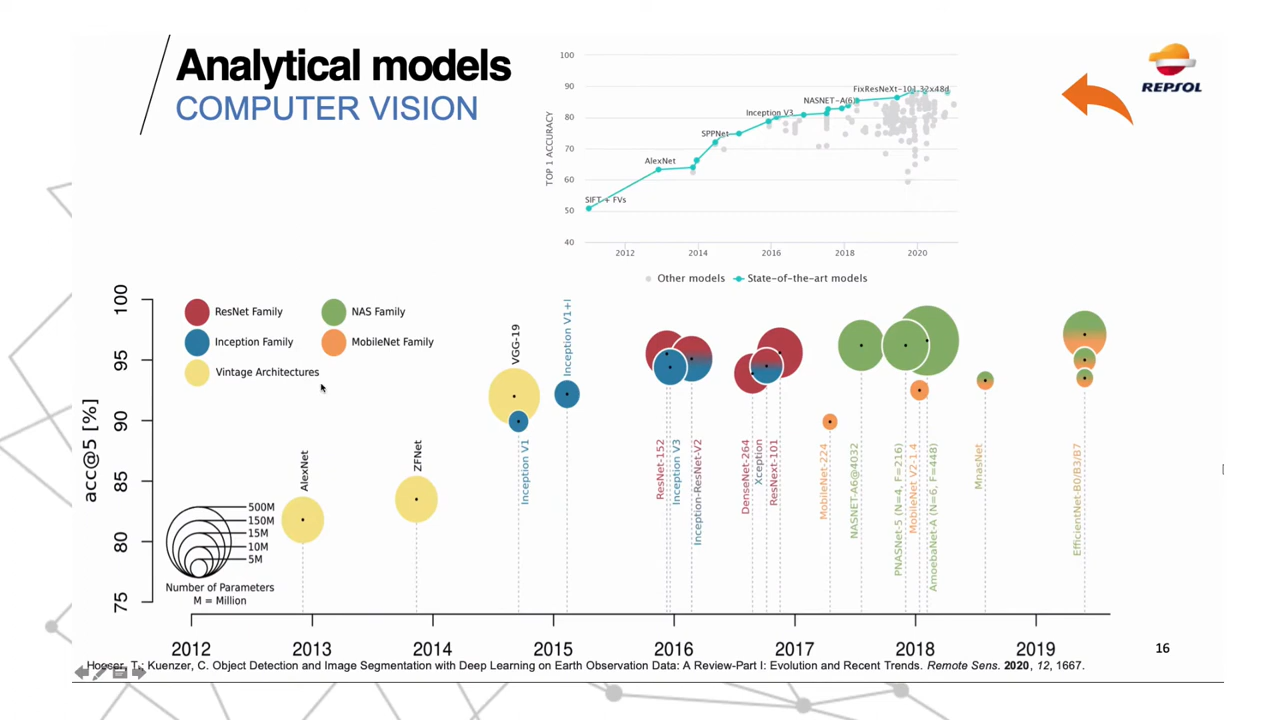 Analytical models
COMPUTER VISION
REPSOL
100
90
80
70
60
50
40
TOP 1 ACCURACY
SIFT + FVs
AlexNet
SPPNet
Inception V3
NASNET-A(6)
FixResNeXt-101 32x48d
2012
2014
2016
2018
2020
Other models
State-of-the-art models
ResNet Family
NAS Family
Inception Family
MobileNet Family
Vintage Architectures
acc@5 [%]
100
95
90
85
80
75
AlexNet
ZFNet
VGG-19
Inception V1
Inception V1+I
ResNet-152
Inception V3
Inception-ResNet-V2
DenseNet-264
Xception
ResNext-101
MobileNet-224
NASNET-A6@4032
PNASNet-5 (N=4, F=216)
MobileNet V2-1.4
AmoebaNet-A (N=6, F=448)
MnasNet
EfficientNet-B0/B3/B7
500M
150M
15M
10M
5M
Number of Parameters
M = Million
2012
2013
2014
2015
2016
2017
2018
2019
16
Hoeser, T.; Kuenzer, C. Object Detection and Image Segmentation with Deep Learning on Earth Observation Data: A Review-Part I: Evolution and Recent Trends. Remote Sens. 2020, 12, 1667.